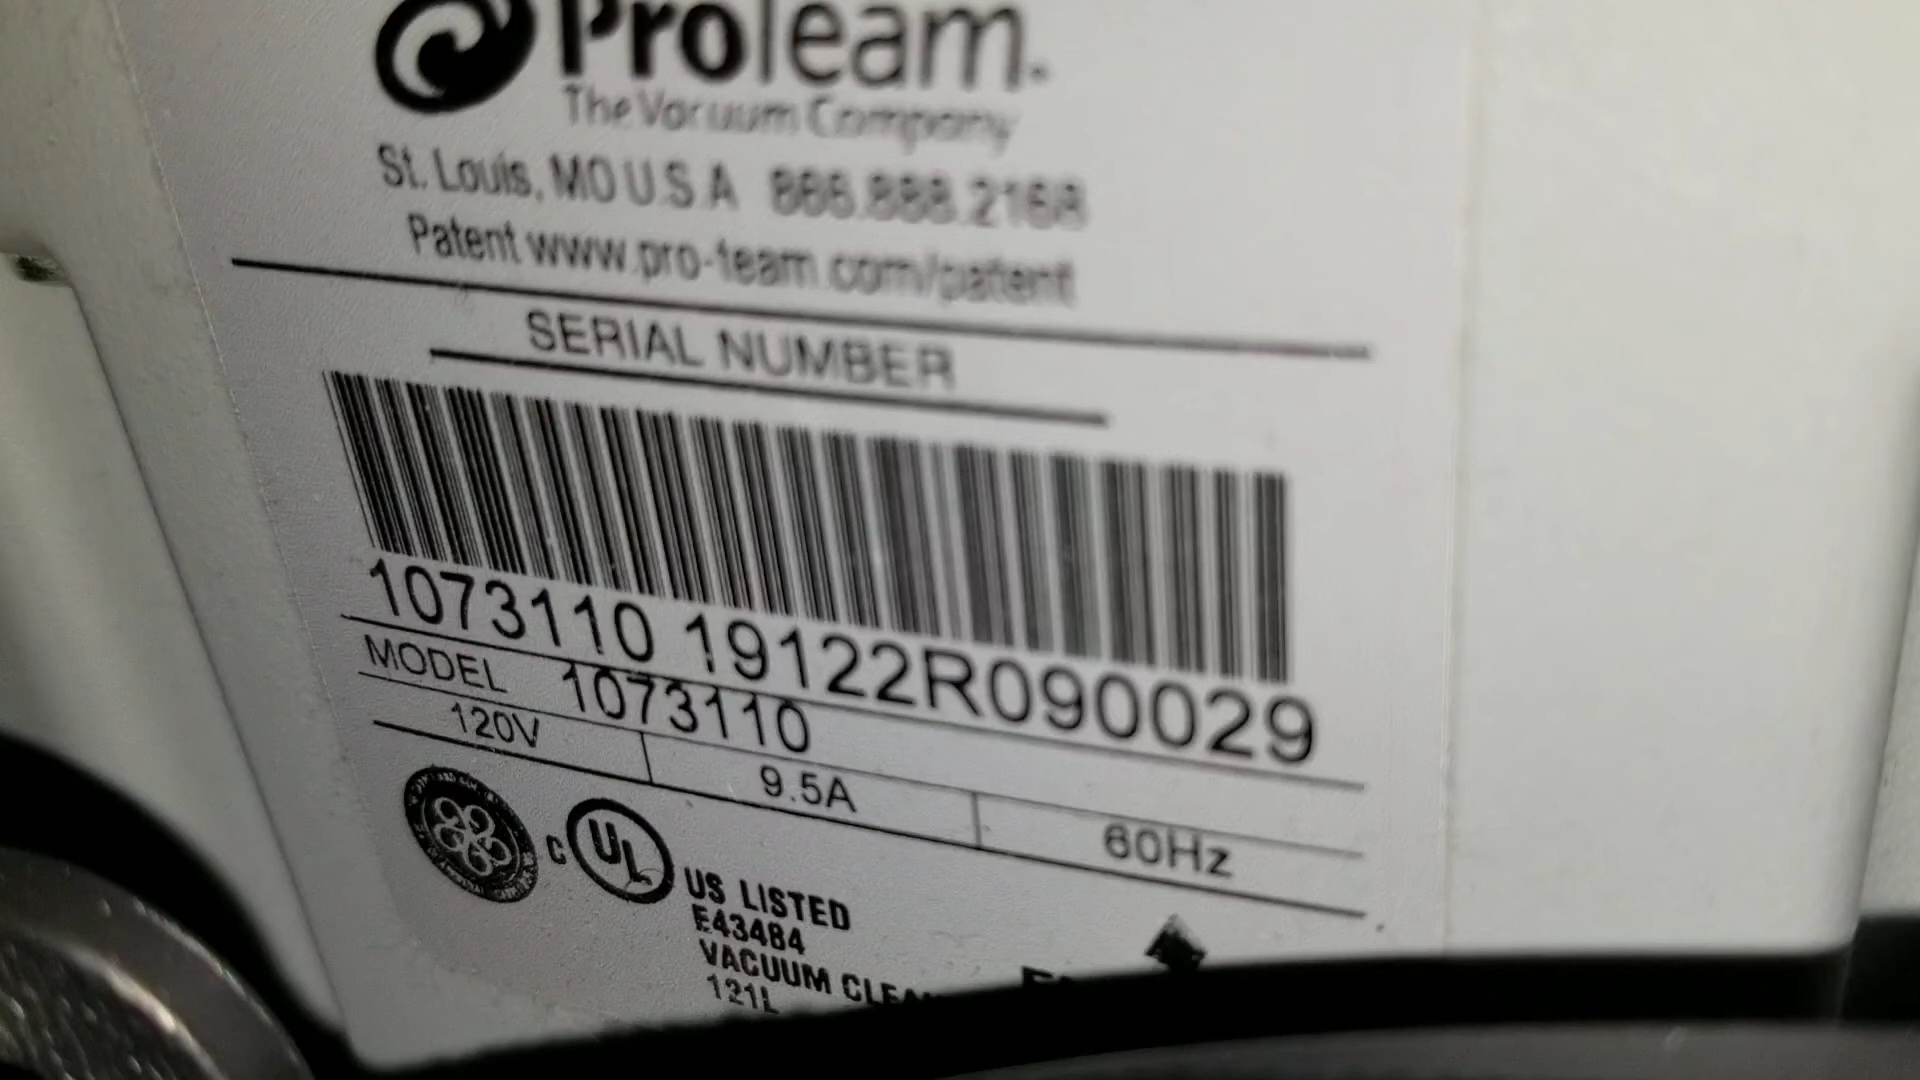 ProTeam.
The Vacuum Company
St. Louis, MO U.S.A 866.888.2168
Patent www.pro-team.com/patent
SERIAL NUMBER
1073110 19122R090029
MODEL 1073110
120V 9.5A 60Hz
C UL US LISTED
E43484
VACUUM
121L